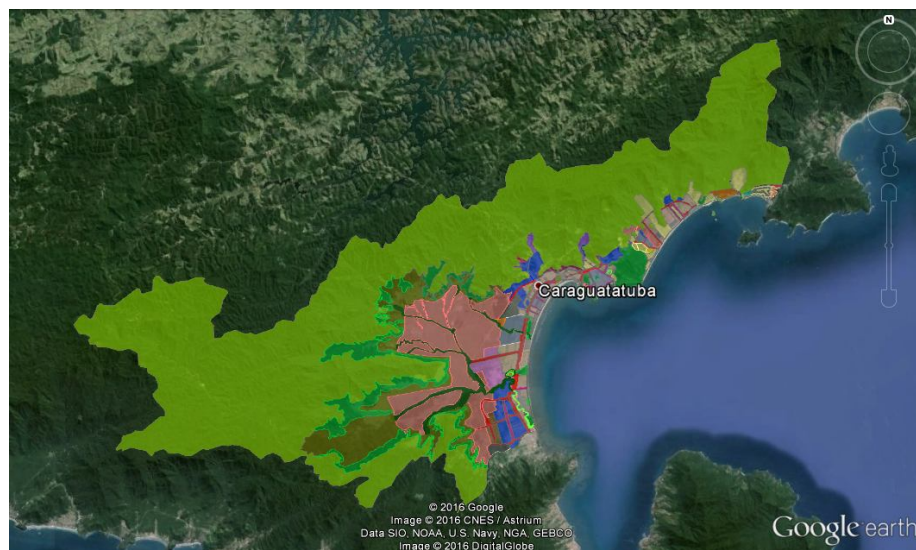 N
Caraguatatuba
© 2016 Google
Image © 2016 CNES / Astrium
Data SIO, NOAA, U.S. Navy, NGA, GEBCO
Image © 2016 DigitalGlobe
Google earth